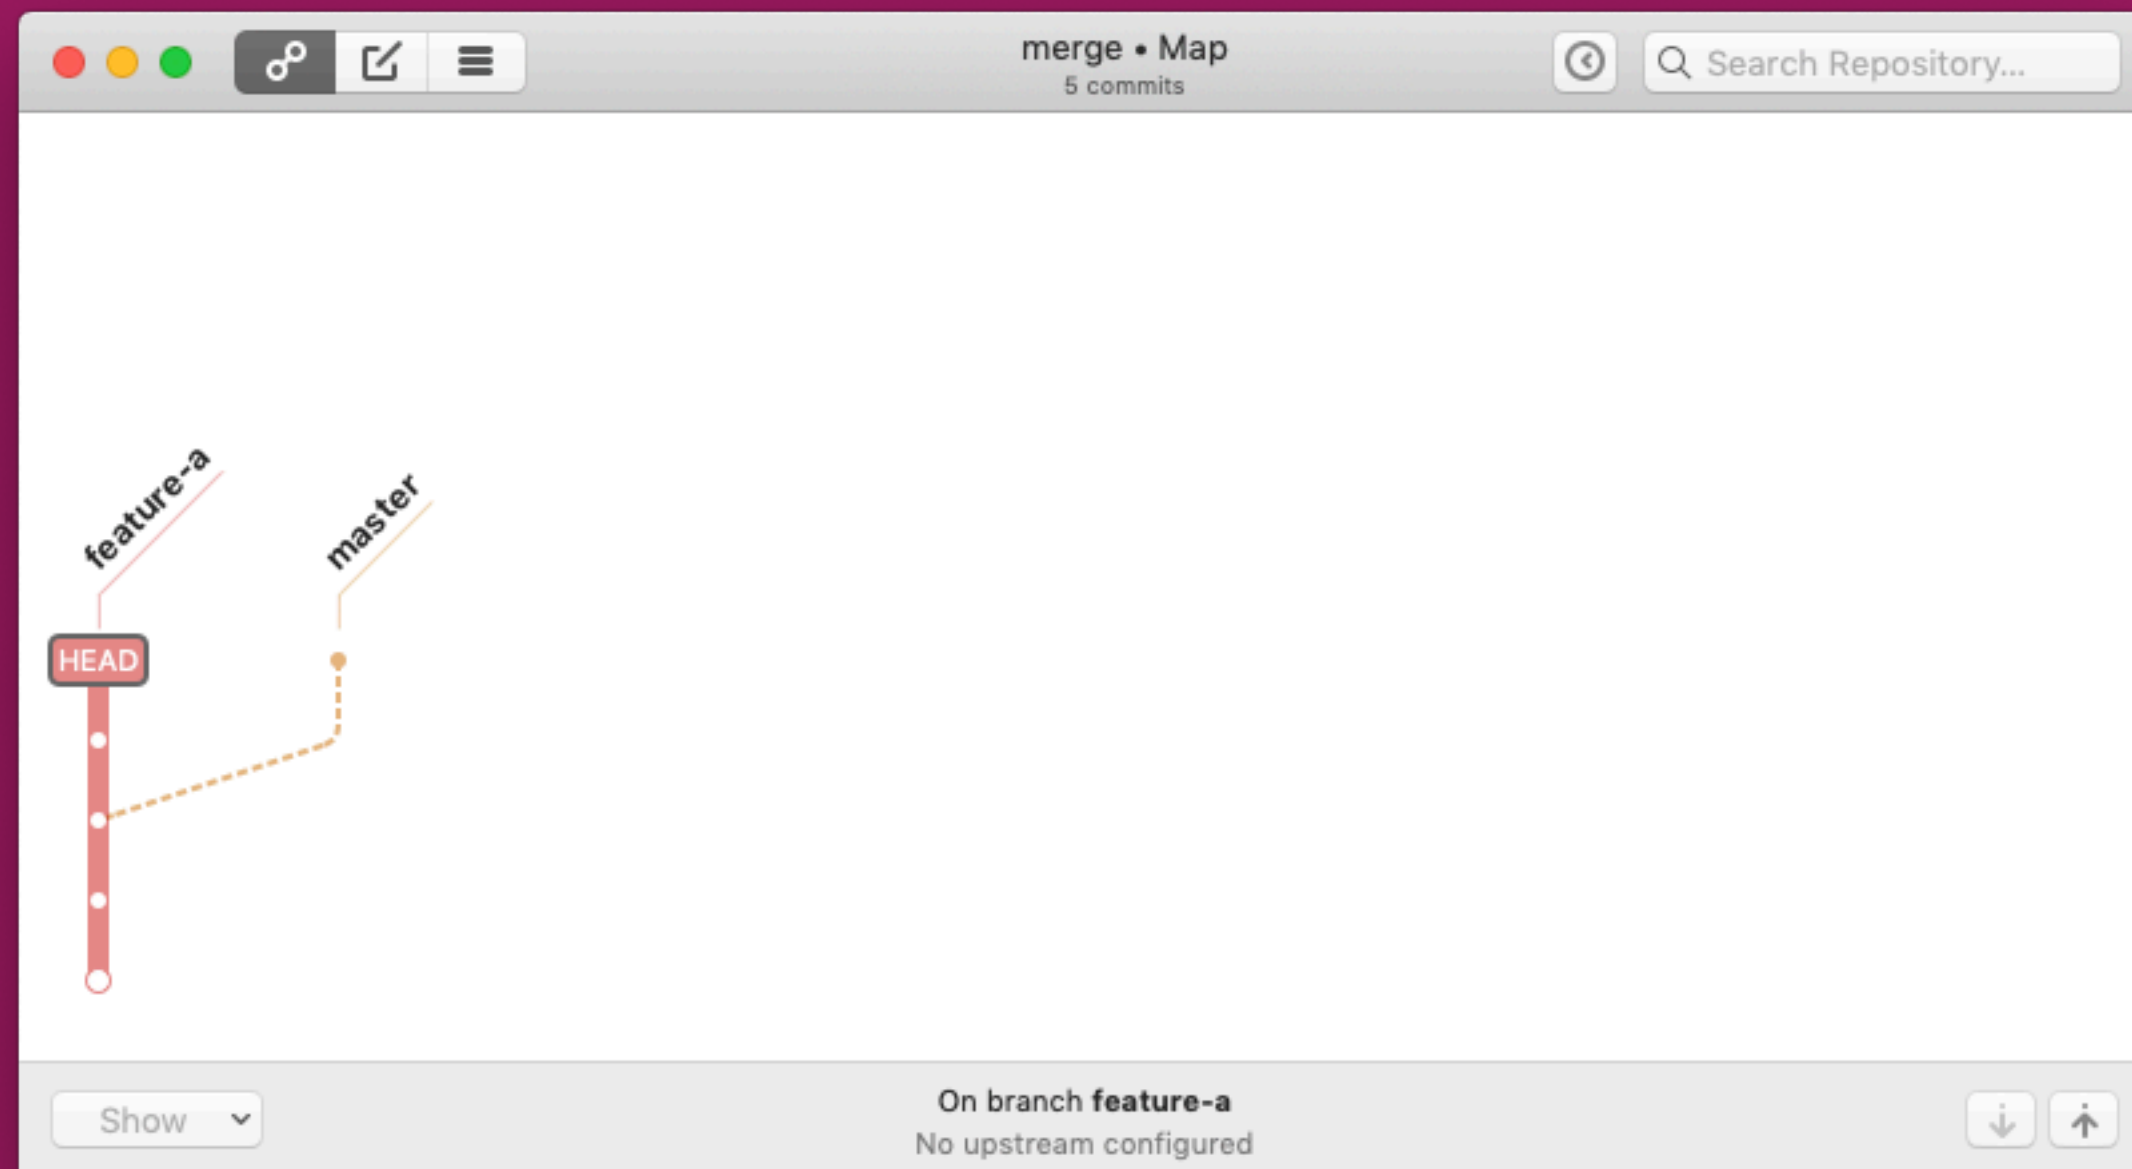 merge • Map
5 commits
Search Repository...
feature-a
master
HEAD
Show
On branch feature-a
No upstream configured